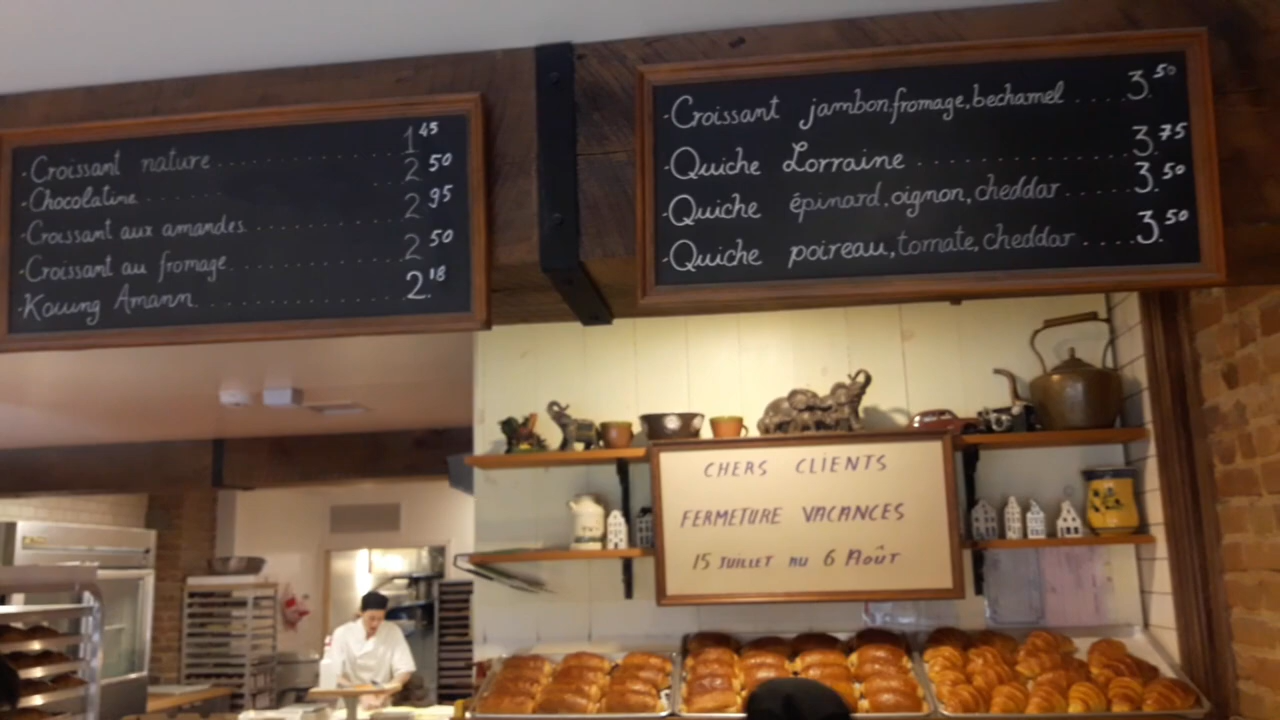 -Croissant nature.....................1.45
-Chocolatine.....................2.50
-Croissant aux amandes.....................2.95
-Croissant au fromage.....................2.50
-Kouing Amann.....................2.18
-Croissant jambon.fromage.bechamel.....3.50
-Quiche Lorraine.....................3.75
-Quiche épinard.oignon,cheddar......3.50
-Quiche poireau,tomate,cheddar....3.50
CHERS CLIENTS
FERMETURE VACANCES
15 JUILLET AU 6 AOÛT